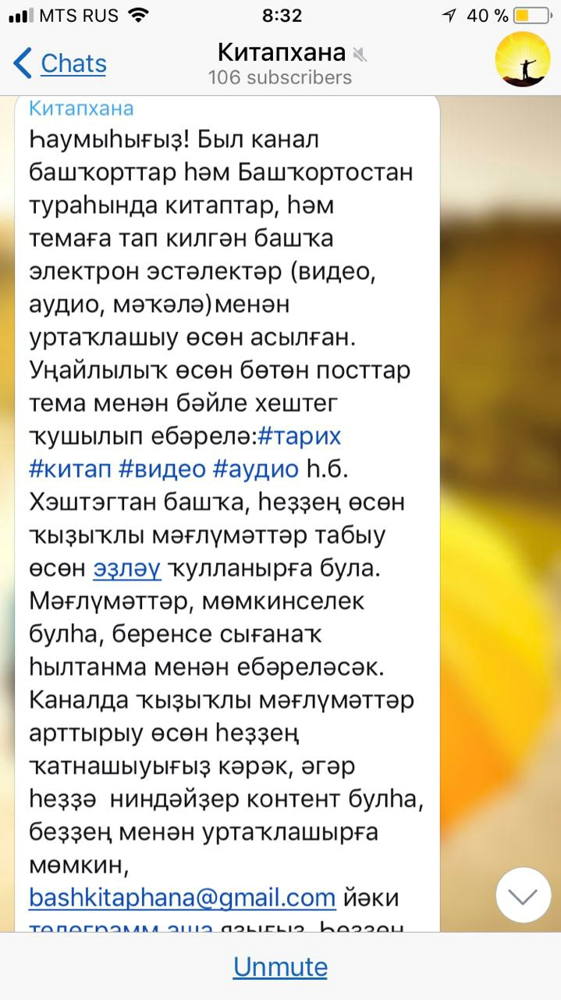 MTS RUS 8:32 40 %
Chats Китапхана
106 subscribers
Китапхана
Һаумыһығыҙ! Был канал
башҡорттар һәм Башҡортостан
тураһында китаптар, һәм
темаға тап килгән башҡа
электрон эстәлектәр (видео,
аудио, мәҡәлә)менән
уртаҡлашыу өсөн асылған.
Уңайлылыҡ өсөн бөтөн посттар
тема менән бәйле хештег
ҡушылып ебәрелә:#тарих
#китап #видео #аудио һ.б.
Хэштэгтан башҡа, һеҙҙең өсөн
ҡыҙыҡлы мәғлүмәттәр табыу
өсөн эҙләү ҡулланырға була.
Мәғлүмәттәр, мөмкинселек
булһа, беренсе сығанаҡ
һылтанма менән ебәреләсәк.
Каналда ҡыҙыҡлы мәғлүмәттәр
арттырыу өсөн һеҙҙең
ҡатнашыуығыҙ кәрәк, әгәр
һеҙҙә ниндәйҙер контент булһа,
беҙҙең менән уртаҡлашырға
мөмкин,
bashkitaphana@gmail.com йәки
телеграмм аша яҙығыҙ. Һеҙҙең
Unmute